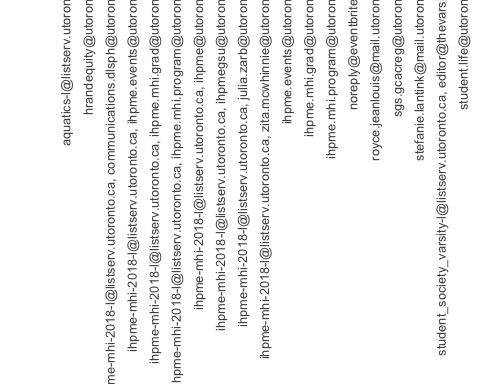 aquatics-l@listserv.utoron
hrandequity@utoron
me-mhi-2018-l@listserv.utoronto.ca, communications.dlsph@utoron
ihpme-mhi-2018-l@listserv.utoronto.ca, ihpme.events@utoron
ihpme-mhi-2018-l@listserv.utoronto.ca, ihpme.mhi.grad@utoron
hpme-mhi-2018-l@listserv.utoronto.ca, ihpme.mhi.program@utoron
ihpme-mhi-2018-l@listserv.utoronto.ca, ihpme@utoron
ihpme-mhi-2018-l@listserv.utoronto.ca, ihpmegsu@utoron
ihpme-mhi-2018-l@listserv.utoronto.ca, julia.zarb@utoron
ihpme-mhi-2018-l@listserv.utoronto.ca, zita.mcwhinnie@utoron
ihpme.events@utoron
ihpme.mhi.grad@utoron
ihpme.mhi.program@utoron
noreply@eventbrite
royce.jeanlouis@mail.utoron
sgs.gcacreg@utoron
stefanie.lantink@mail.utoron
student_society_varsity-l@listserv.utoronto.ca, editor@thevars
student.life@utoron